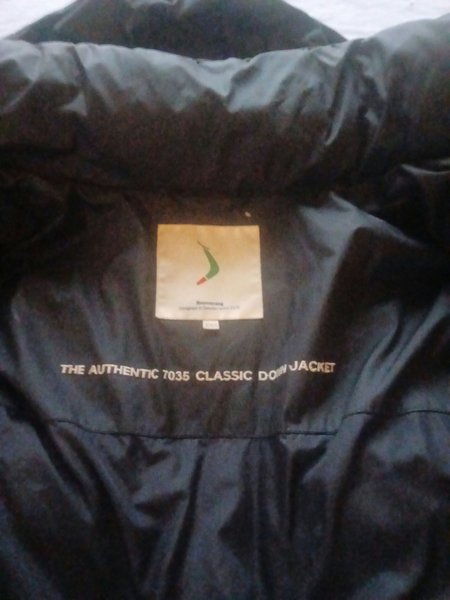 Boomerang
THE AUTHENTIC 7035 CLASSIC DOWN JACKET